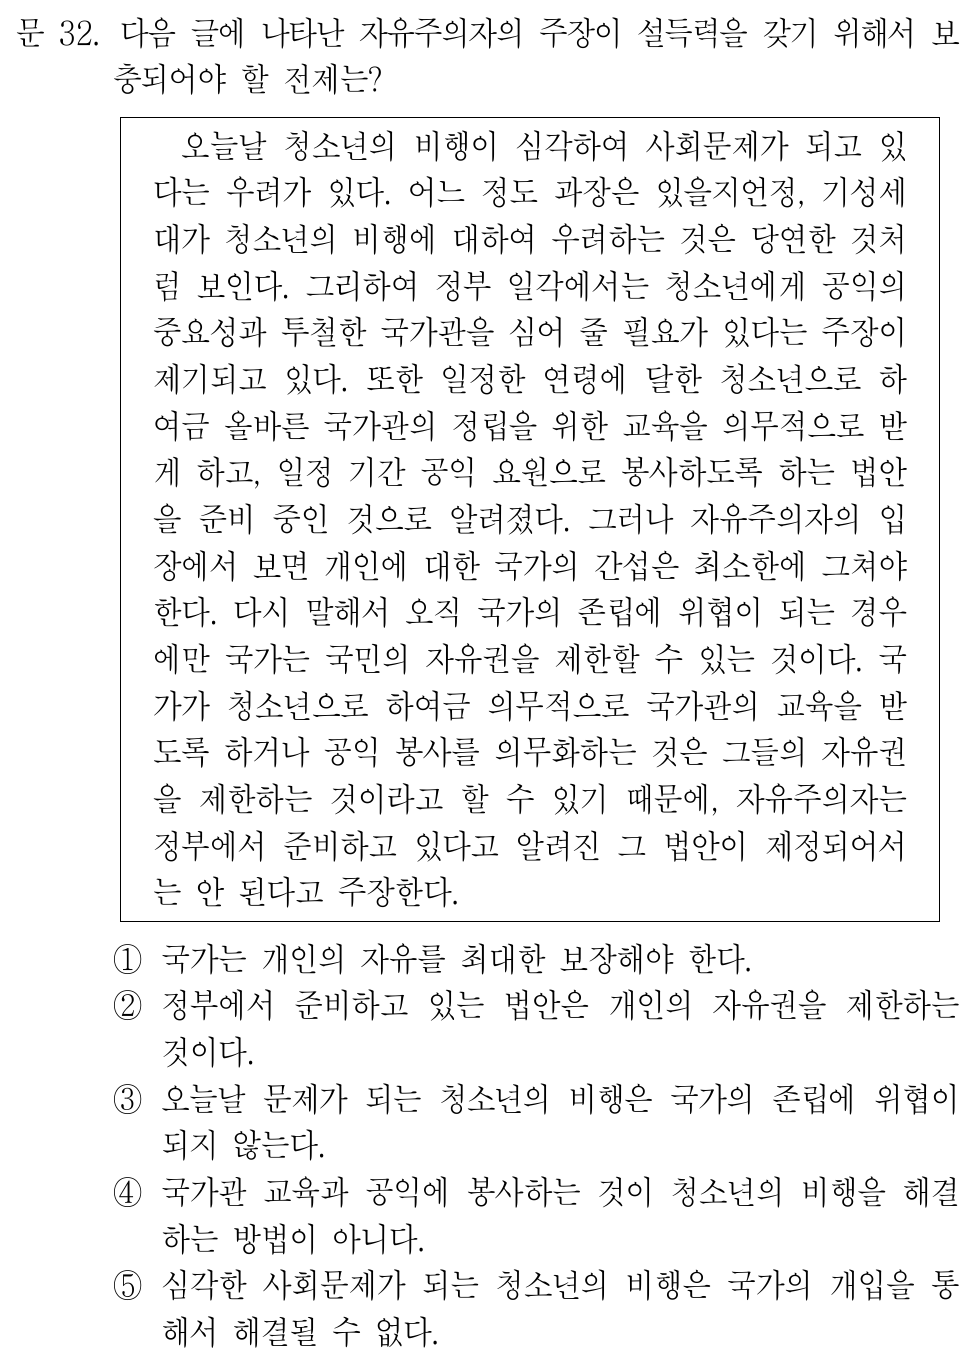 문 32. 다음 글에 나타난 자유주의자의 주장이 설득력을 갖기 위해서 보
충되어야 할 전제는?
오늘날 청소년의 비행이 심각하여 사회문제가 되고 있
다는 우려가 있다. 어느 정도 과장은 있을지언정, 기성세
대가 청소년의 비행에 대하여 우려하는 것은 당연한 것처
럼 보인다. 그리하여 정부 일각에서는 청소년에게 공익의
중요성과 투철한 국가관을 심어 줄 필요가 있다는 주장이
제기되고 있다. 또한 일정한 연령에 달한 청소년으로 하
여금 올바른 국가관의 정립을 위한 교육을 의무적으로 받
게 하고, 일정 기간 공익 요원으로 봉사하도록 하는 법안
을 준비 중인 것으로 알려졌다. 그러나 자유주의자의 입
장에서 보면 개인에 대한 국가의 간섭은 최소한에 그쳐야
한다. 다시 말해서 오직 국가의 존립에 위협이 되는 경우
에만 국가는 국민의 자유권을 제한할 수 있는 것이다. 국
가가 청소년으로 하여금 의무적으로 국가관의 교육을 받
도록 하거나 공익 봉사를 의무화하는 것은 그들의 자유권
을 제한하는 것이라고 할 수 있기 때문에, 자유주의자는
정부에서 준비하고 있다고 알려진 그 법안이 제정되어서
는 안 된다고 주장한다.
① 국가는 개인의 자유를 최대한 보장해야 한다.
② 정부에서 준비하고 있는 법안은 개인의 자유권을 제한하는
것이다.
③ 오늘날 문제가 되는 청소년의 비행은 국가의 존립에 위협이
되지 않는다.
④ 국가관 교육과 공익에 봉사하는 것이 청소년의 비행을 해결
하는 방법이 아니다.
⑤ 심각한 사회문제가 되는 청소년의 비행은 국가의 개입을 통
해서 해결될 수 없다.